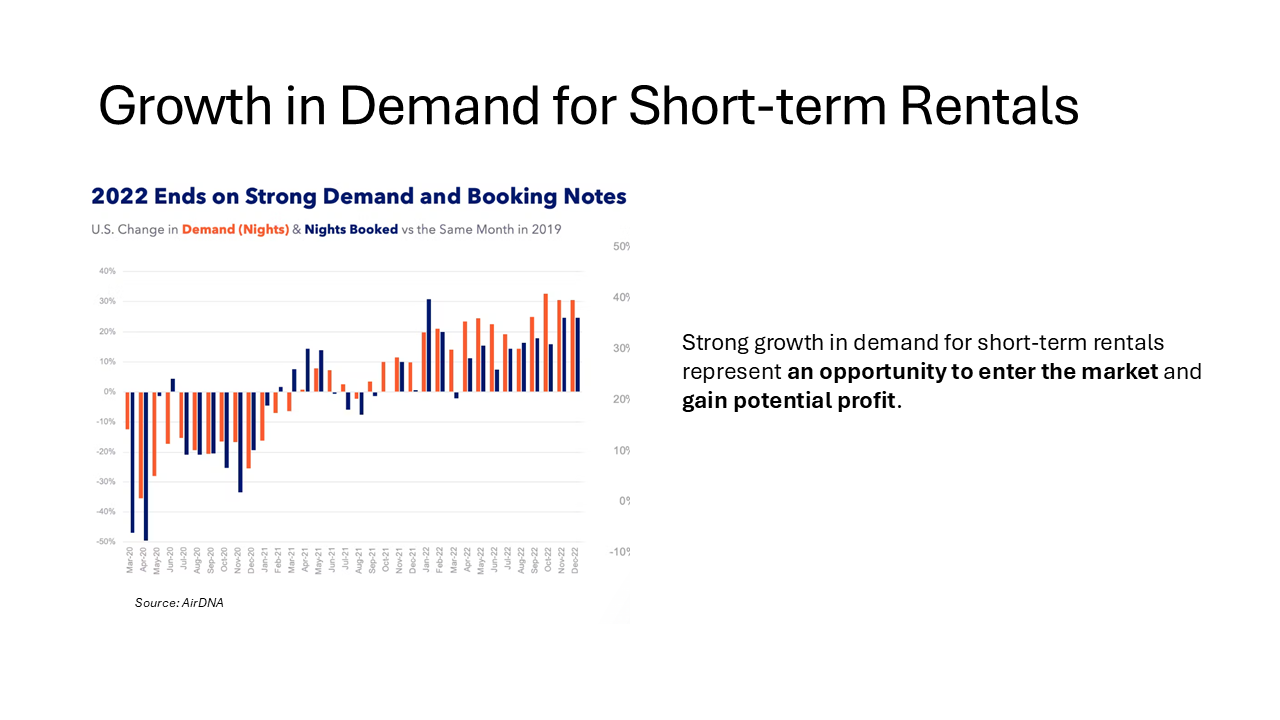 Growth in Demand for Short-term Rentals
2022 Ends on Strong Demand and Booking Notes
U.S. Change in Demand (Nights) & Nights Booked vs the Same Month in 2019
40%
30%
20%
10%
0%
-10%
-20%
-30%
-40%
-50%
Mar-20
Apr-20
May-20
Jun-20
Jul-20
Aug-20
Sep-20
Oct-20
Nov-20
Dec-20
Jan-21
Feb-21
Mar-21
Apr-21
May-21
Jun-21
Jul-21
Aug-21
Sep-21
Oct-21
Nov-21
Dec-21
Jan-22
Feb-22
Mar-22
Apr-22
May-22
Jun-22
Jul-22
Aug-22
Sep-22
Oct-22
Nov-22
Dec-22
50%
40%
30%
20%
10%
0%
-10%
Source: AirDNA
Strong growth in demand for short-term rentals
represent an opportunity to enter the market and
gain potential profit.